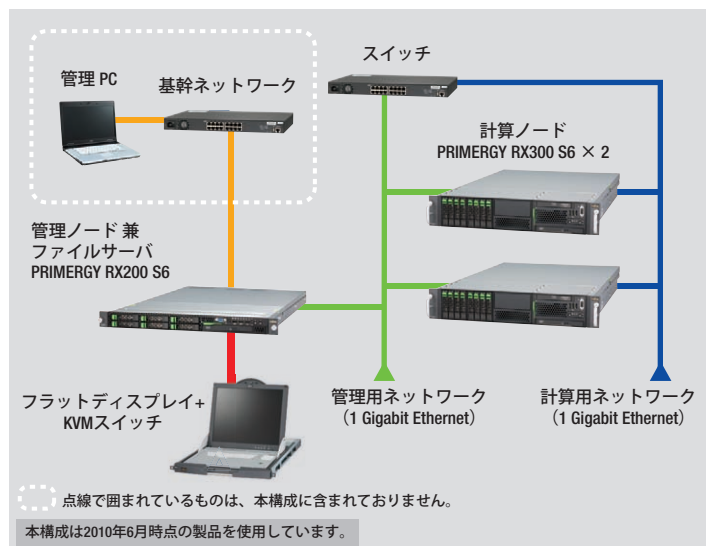 管理 PC
基幹ネットワーク
スイッチ
計算ノード
PRIMERGY RX300 S6 × 2
管理ノード 兼
ファイルサーバ
PRIMERGY RX200 S6
フラットディスプレイ+
KVMスイッチ
管理用ネットワーク
（1 Gigabit Ethernet）
計算用ネットワーク
（1 Gigabit Ethernet）
点線で囲まれているものは、本構成に含まれておりません。
本構成は2010年6月時点の製品を使用しています。